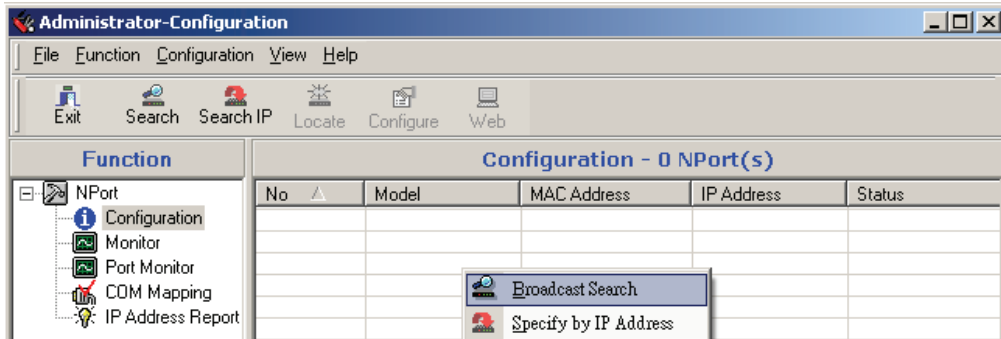 Administrator-Configuration
File Function Configuration View Help
Exit Search Search IP Locate Configure Web
Function
Configuration - 0 NPort(s)
No Model MAC Address IP Address Status
NPort
Configuration
Monitor
Port Monitor
COM Mapping
IP Address Report
Broadcast Search
Specify by IP Address